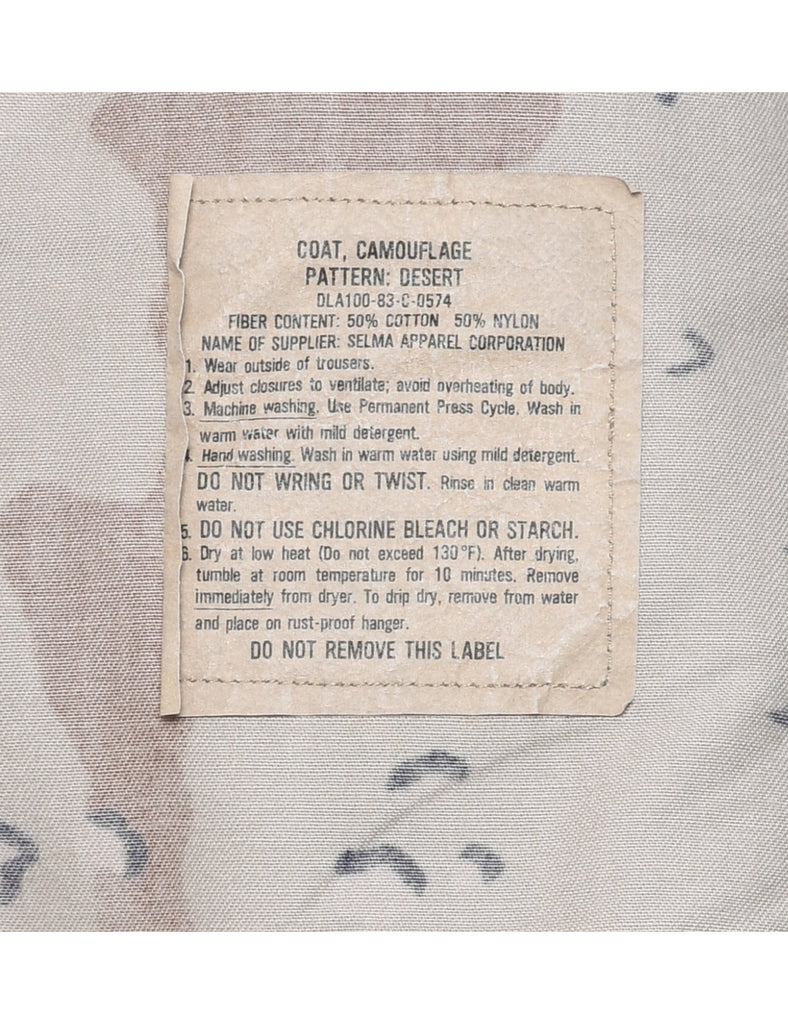 COAT, CAMOUFLAGE
PATTERN: DESERT
DLA100-83-C-0574
FIBER CONTENT: 50% COTTON 50% NYLON
NAME OF SUPPLIER: SELMA APPAREL CORPORATION
1. Wear outside of trousers.
2. Adjust closures to ventilate; avoid overheating of body.
3. Machine washing. Use Permanent Press Cycle. Wash in
warm water with mild detergent.
4. Hand washing. Wash in warm water using mild detergent.
DO NOT WRING OR TWIST. Rinse in clean warm
water.
5. DO NOT USE CHLORINE BLEACH OR STARCH.
6. Dry at low heat (Do not exceed 130°F). After drying,
tumble at room temperature for 10 minutes. Remove
immediately from dryer. To drip dry, remove from water
and place on rust-proof hanger.
DO NOT REMOVE THIS LABEL